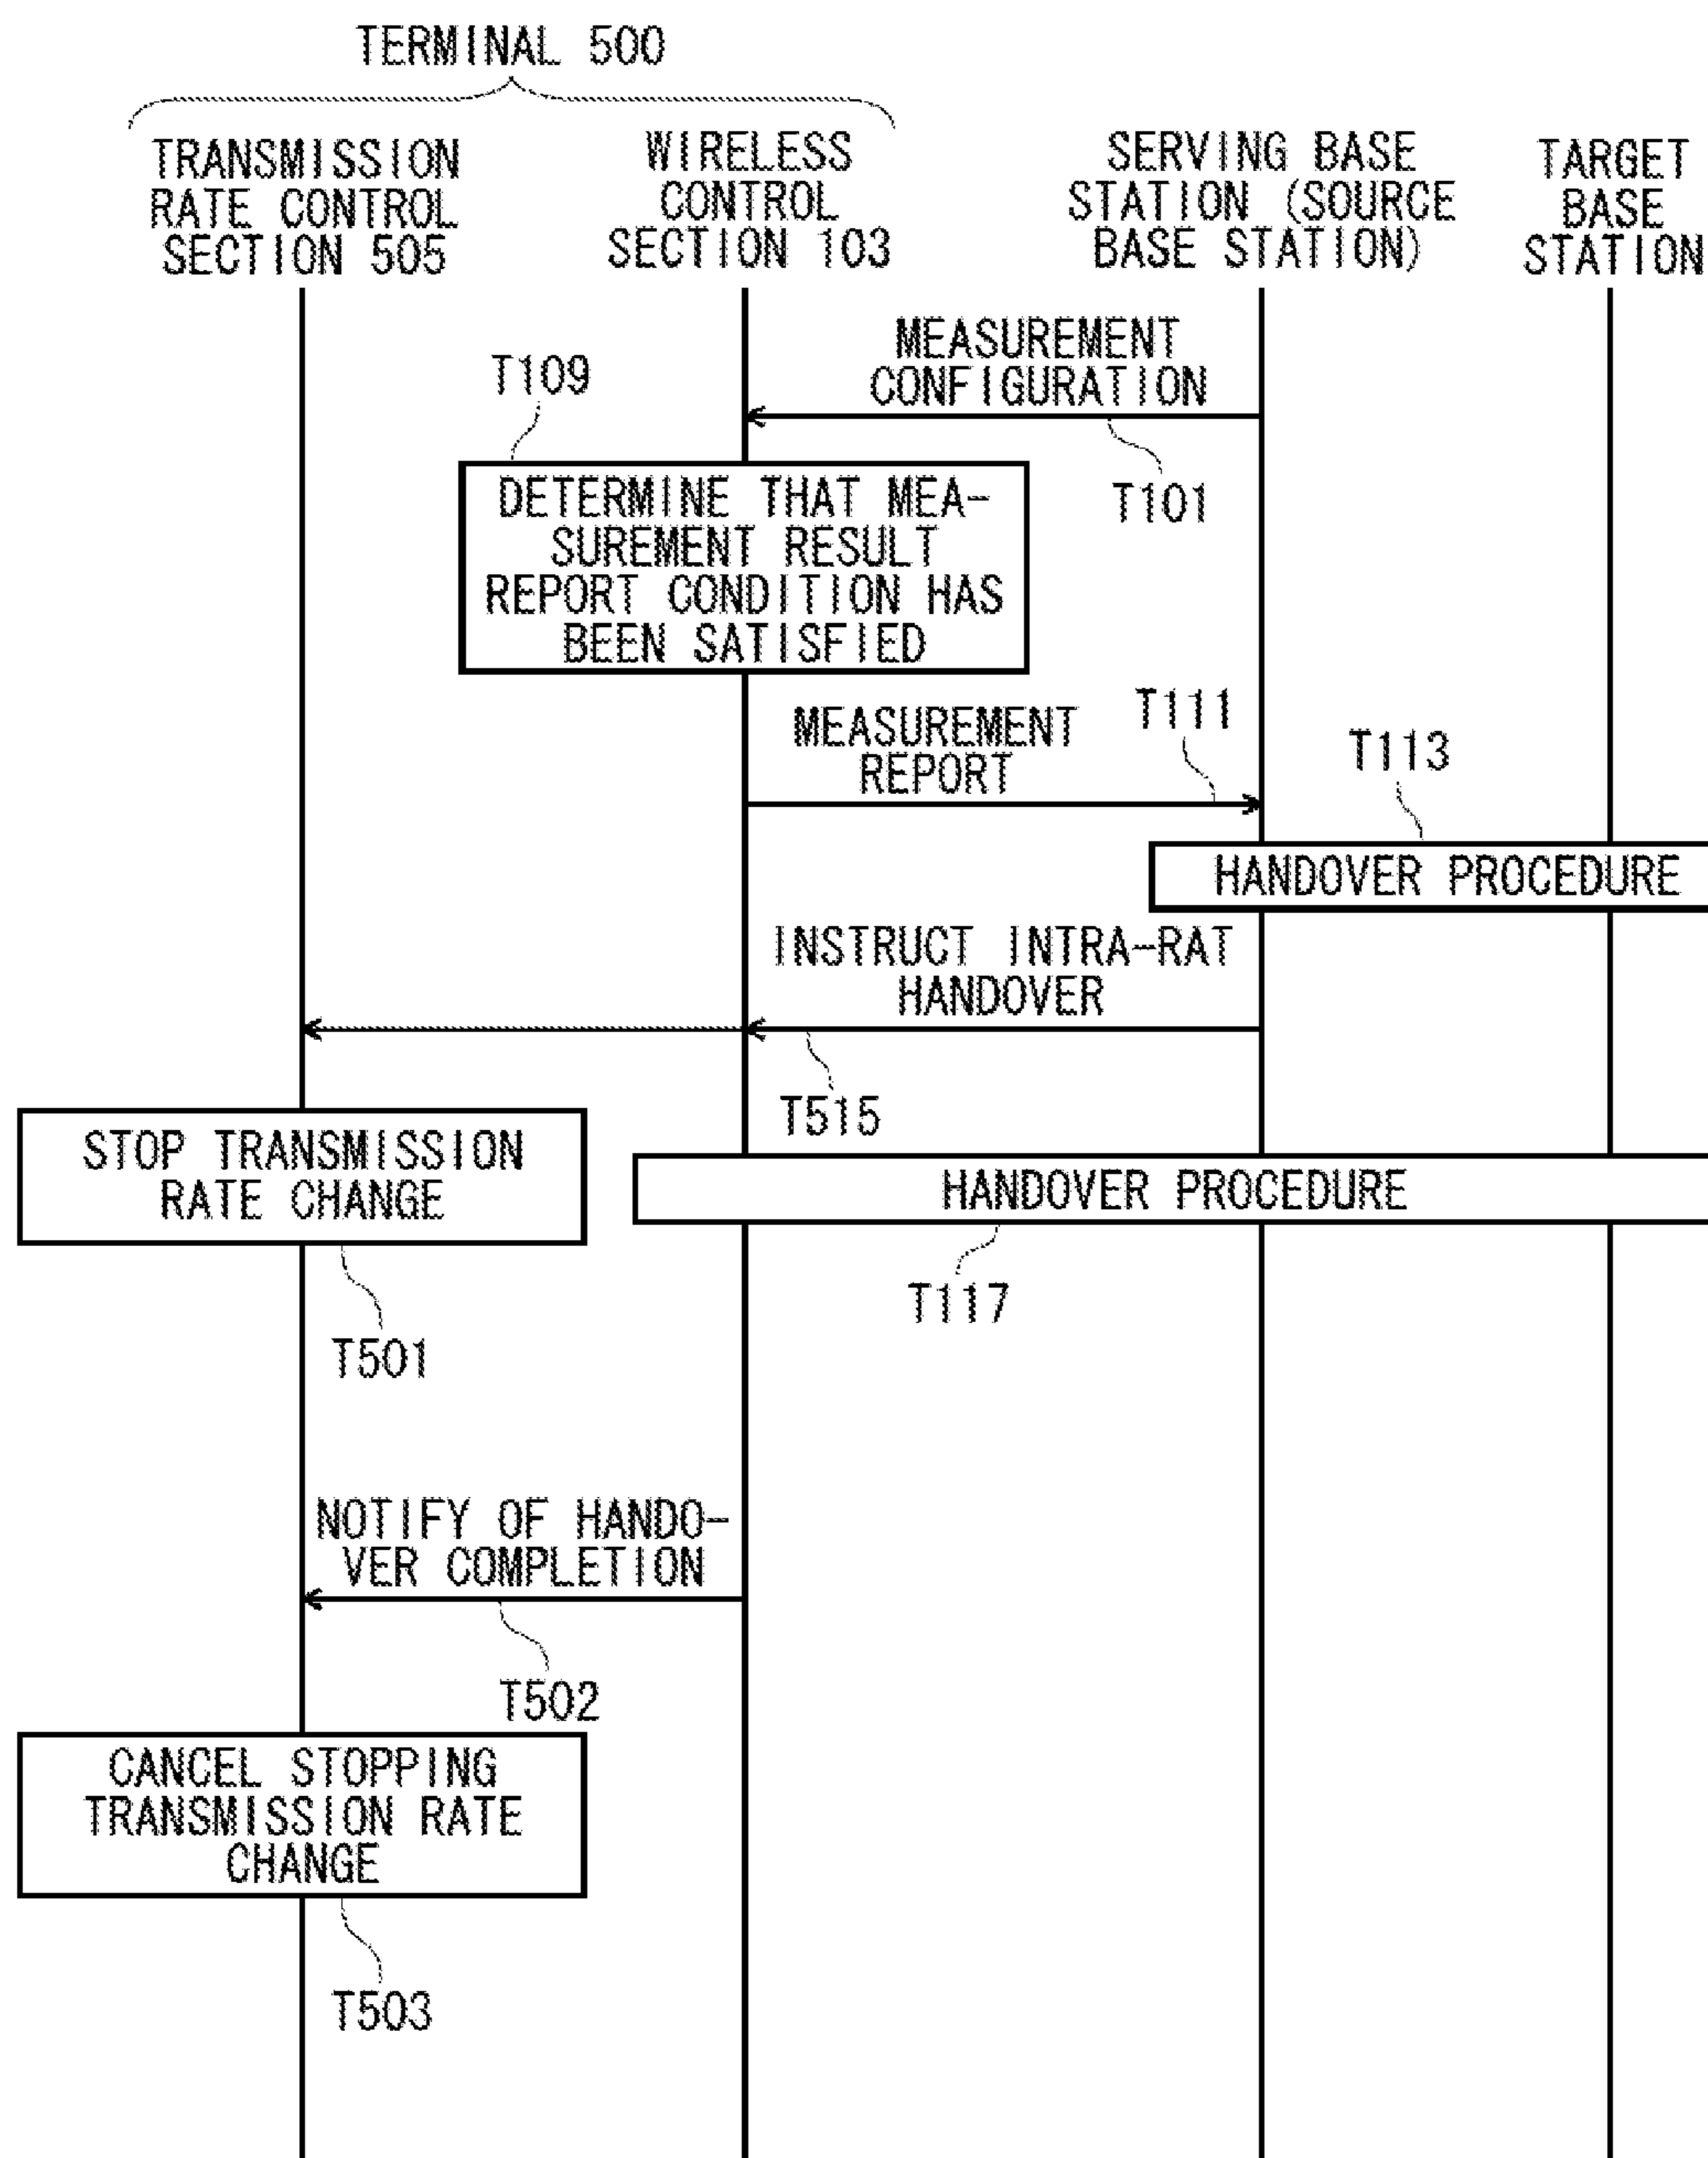 TERMINAL 500
TRANSMISSION
RATE CONTROL
SECTION 505
WIRELESS
CONTROL
SECTION 103
SERVING BASE
STATION (SOURCE
BASE STATION)
TARGET
BASE
STATION
MEASUREMENT
CONFIGURATION
T101
T109
DETERMINE THAT MEA-
SUREMENT RESULT
REPORT CONDITION HAS
BEEN SATISFIED
MEASUREMENT
REPORT
T111
T113
HANDOVER PROCEDURE
INSTRUCT INTRA-RAT
HANDOVER
T515
STOP TRANSMISSION
RATE CHANGE
T501
HANDOVER PROCEDURE
T117
NOTIFY OF HANDO-
VER COMPLETION
T502
CANCEL STOPPING
TRANSMISSION RATE
CHANGE
T503